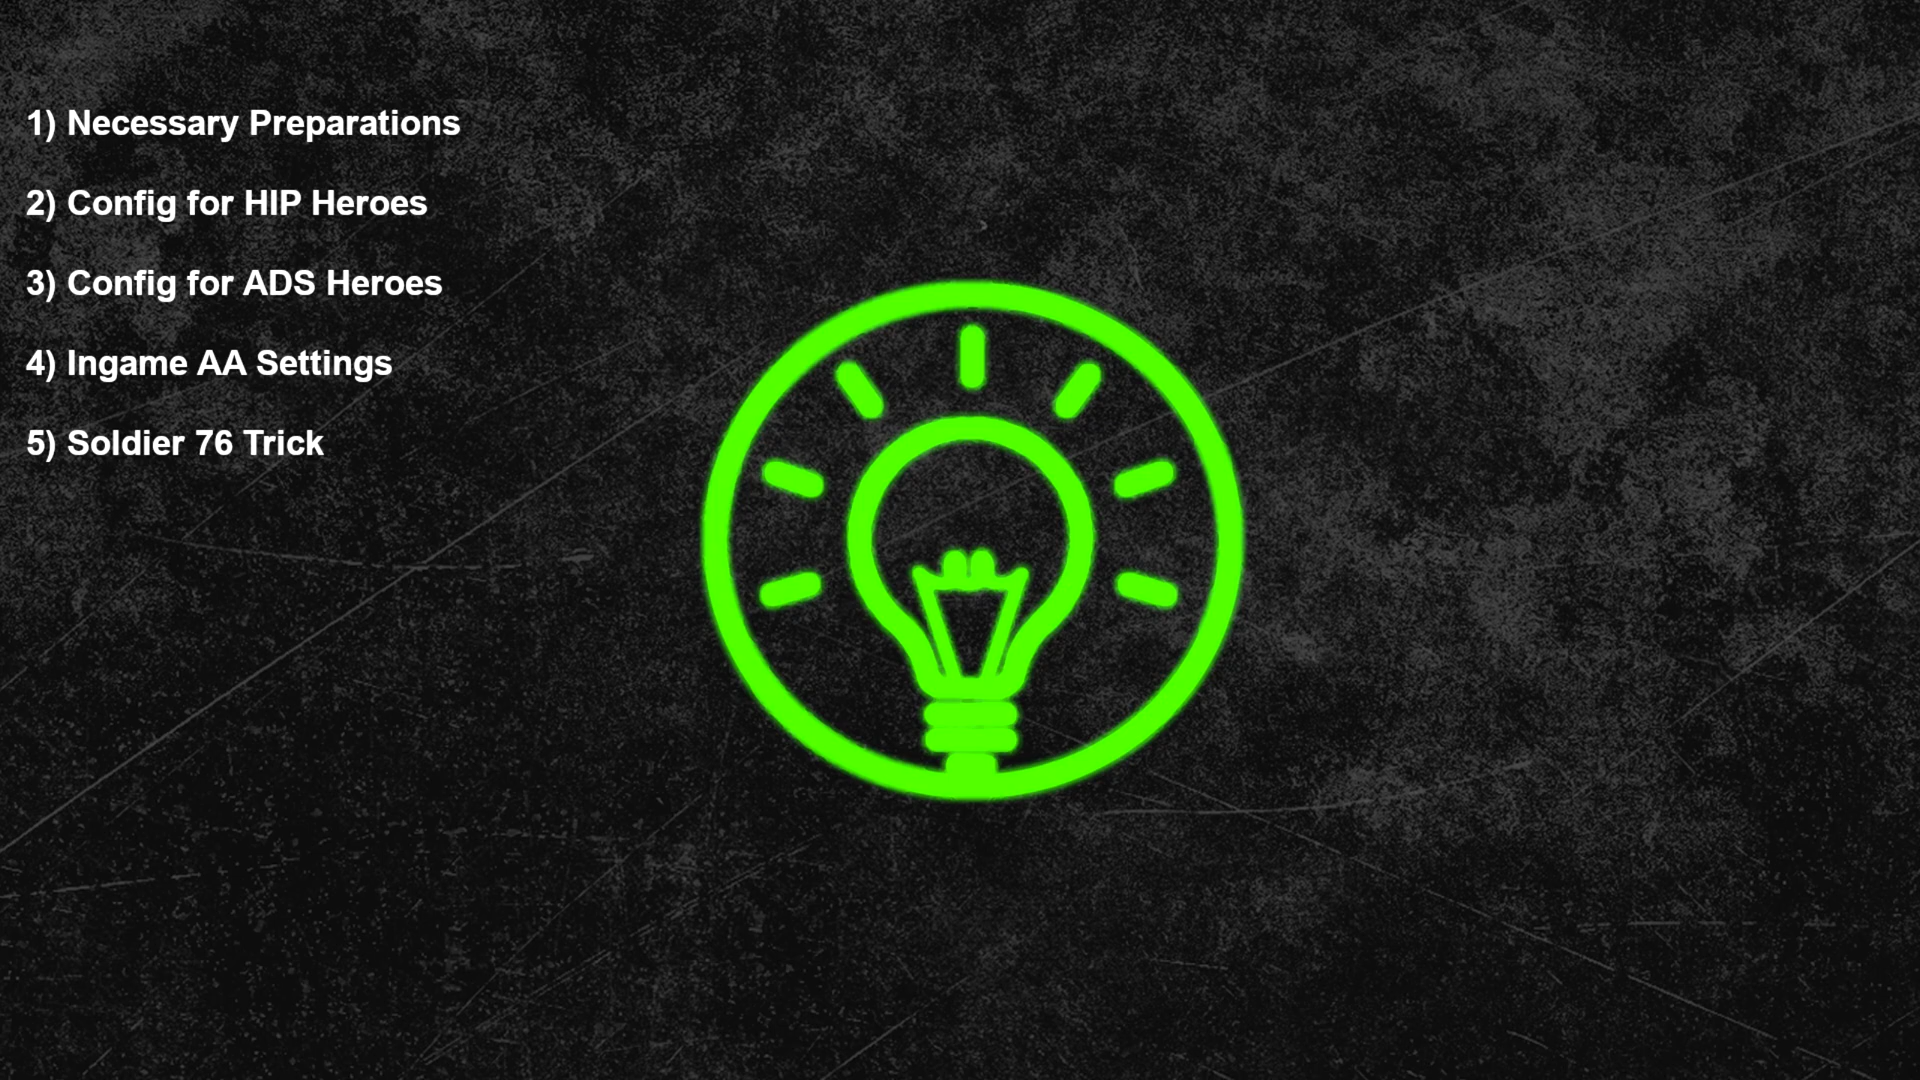 1) Necessary Preparations
2) Config for HIP Heroes
3) Config for ADS Heroes
4) Ingame AA Settings
5) Soldier 76 Trick